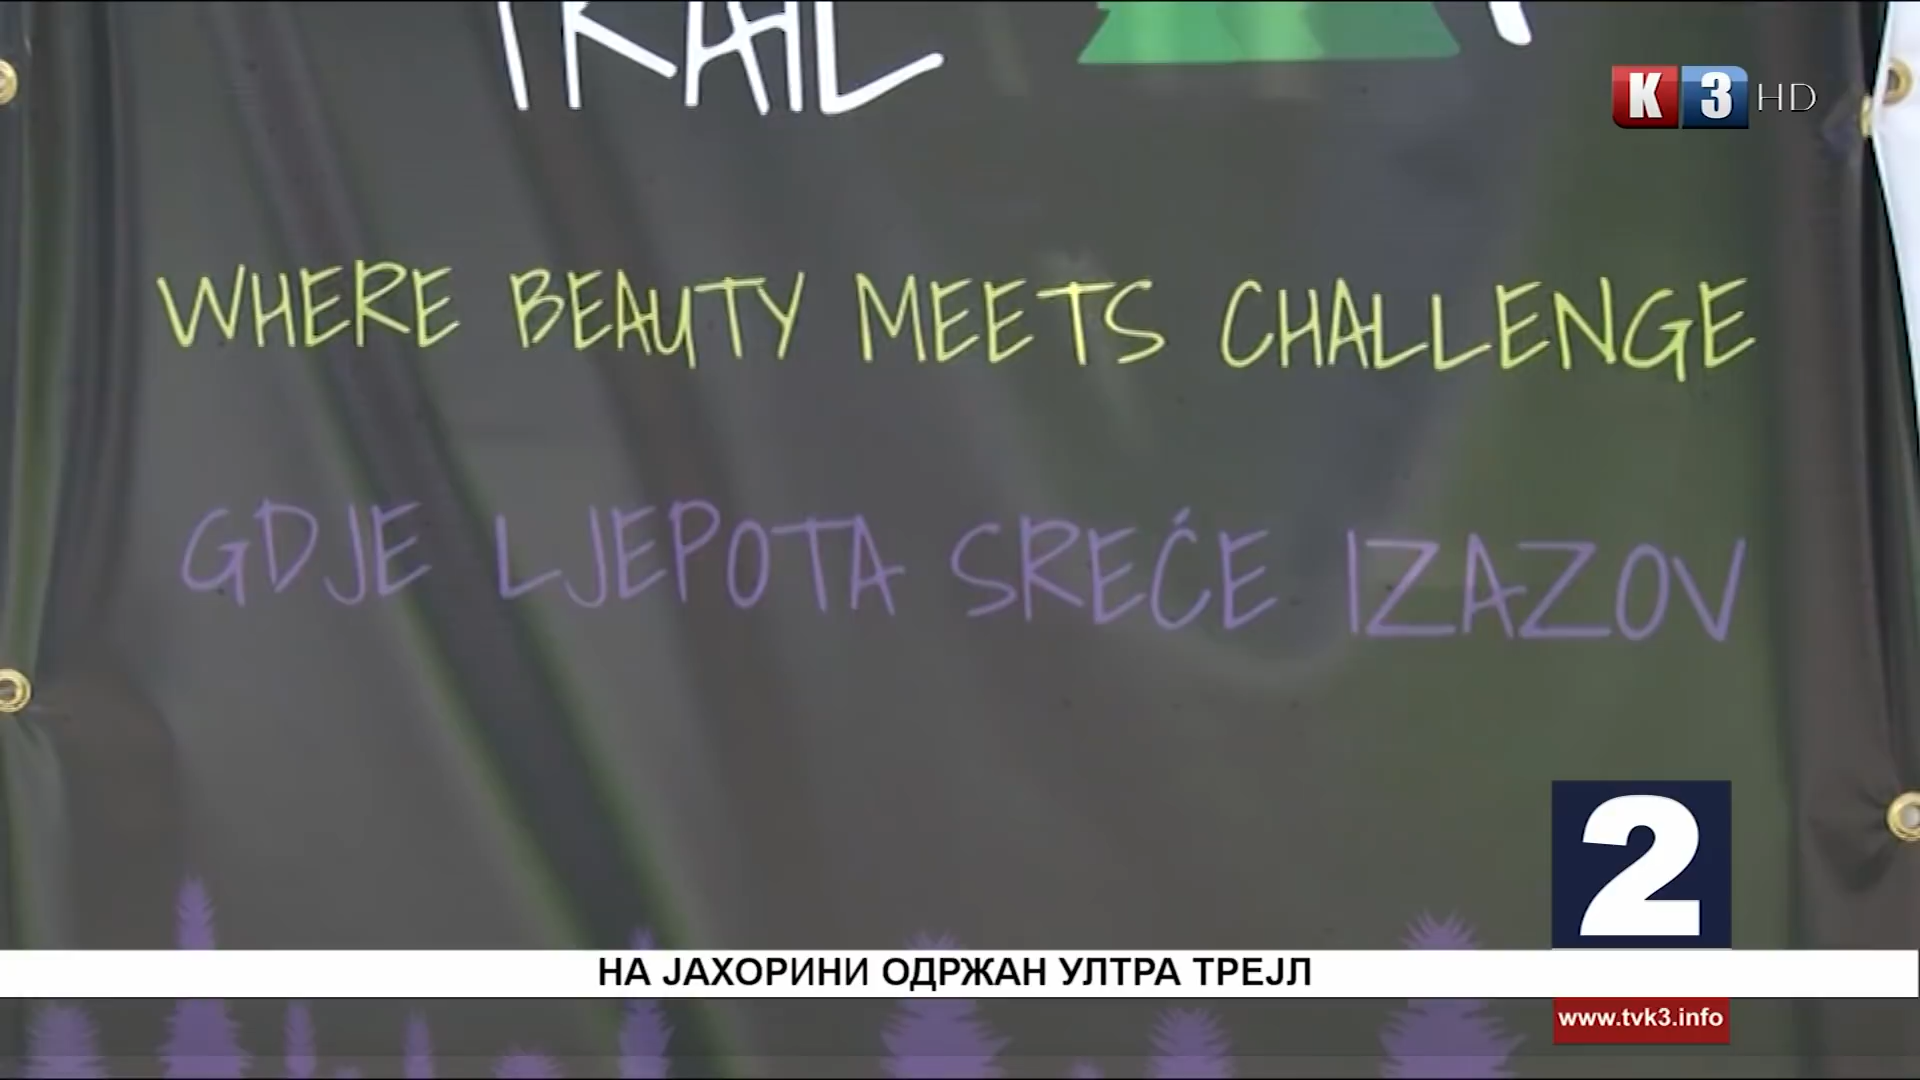 TRAIL
K3 HD
WHERE BEAUTY MEETS CHALLENGE
GDJE LJEPOTA SREĆE IZAZOV
2
НА ЈАХОРИНИ ОДРЖАН УЛТРА ТРЕЈЛ
www.tvk3.info